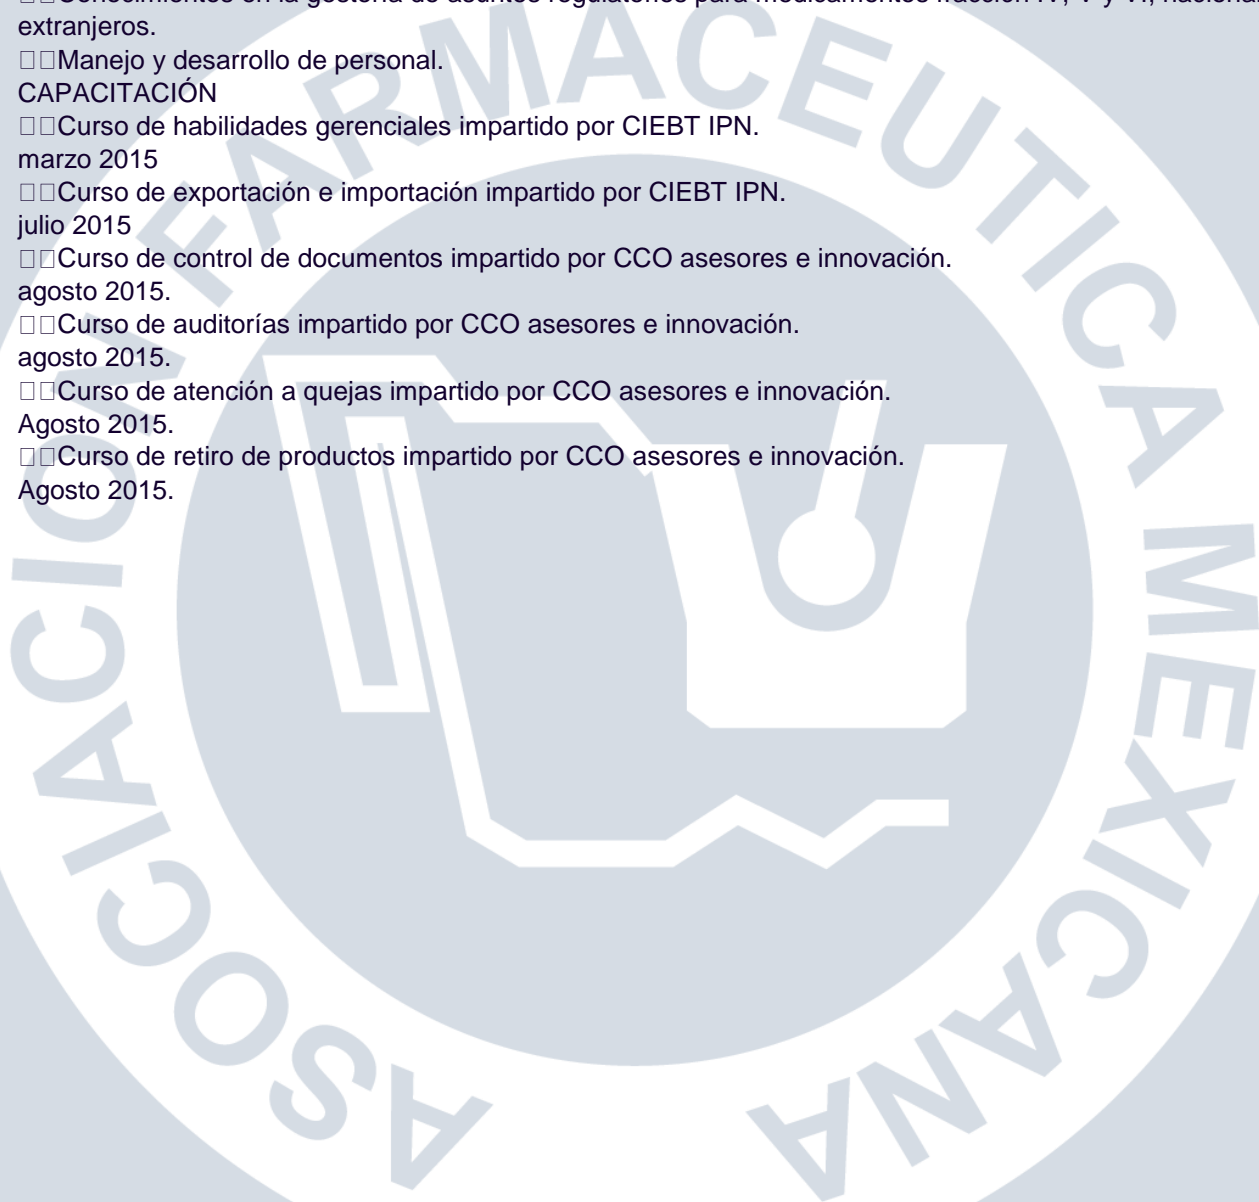 Conocimientos en la gestoría de asuntos regulatorios para medicamentos fracción IV, V y VI,
extranjeros.
□□Manejo y desarrollo de personal.
CAPACITACIÓN
□□Curso de habilidades gerenciales impartido por CIEBT IPN.
marzo 2015
□□Curso de exportación e importación impartido por CIEBT IPN.
julio 2015
□□Curso de control de documentos impartido por CCO asesores e innovación.
agosto 2015.
□□Curso de auditorías impartido por CCO asesores e innovación.
agosto 2015.
□□Curso de atención a quejas impartido por CCO asesores e innovación.
Agosto 2015.
□□Curso de retiro de productos impartido por CCO asesores e innovación.
Agosto 2015.
ASOCIACION FARMACEUTICA MEXICANA